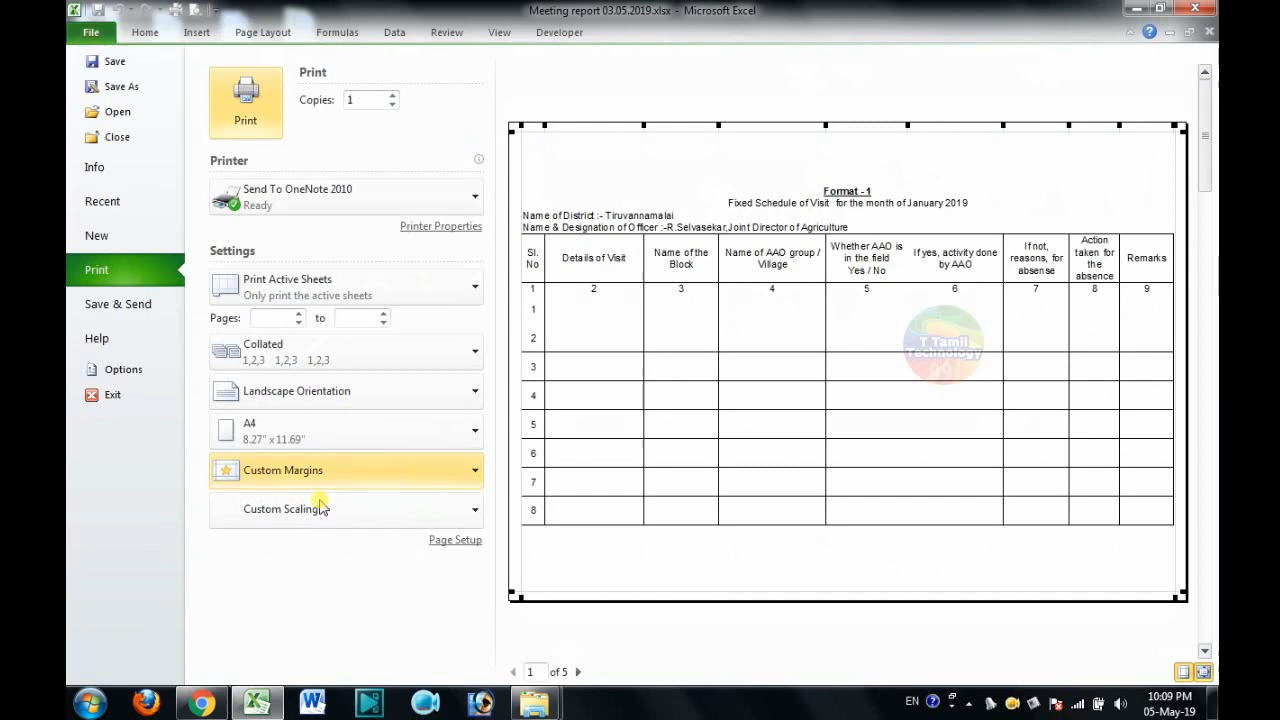 Meeting report 03.05.2019.xlsx - Microsoft Excel
File Home Insert Page Layout Formulas Data Review View Developer
Save
Save As
Open
Close
Info
Recent
New
Print
Save & Send
Help
Options
Exit
Print
Print
Copies: 1
Printer
Send To OneNote 2010
Ready
Printer Properties
Settings
Print Active Sheets
Only print the active sheets
Pages: to
Collated
1,2,3 1,2,3 1,2,3
Landscape Orientation
A4
8.27" x 11.69"
Custom Margins
Custom Scaling
Page Setup
Format - 1
Fixed Schedule of Visit for the month of January 2019
Name of District :- Tiruvannamalai
Name & Designation of Officer :-R.Selvasekar,Joint Director of Agriculture
Sl. No Details of Visit Name of the Block Name of AAO group / Village Whether AAO is in the field Yes / No If yes, activity done by AAO If not, reasons, for absense Action taken for the absence Remarks
1 2 3 4 5 6 7 8 9
1
2
3
4
5
6
7
8
T Tamil
Technology
1 of 5
EN
10:09 PM
05-May-19